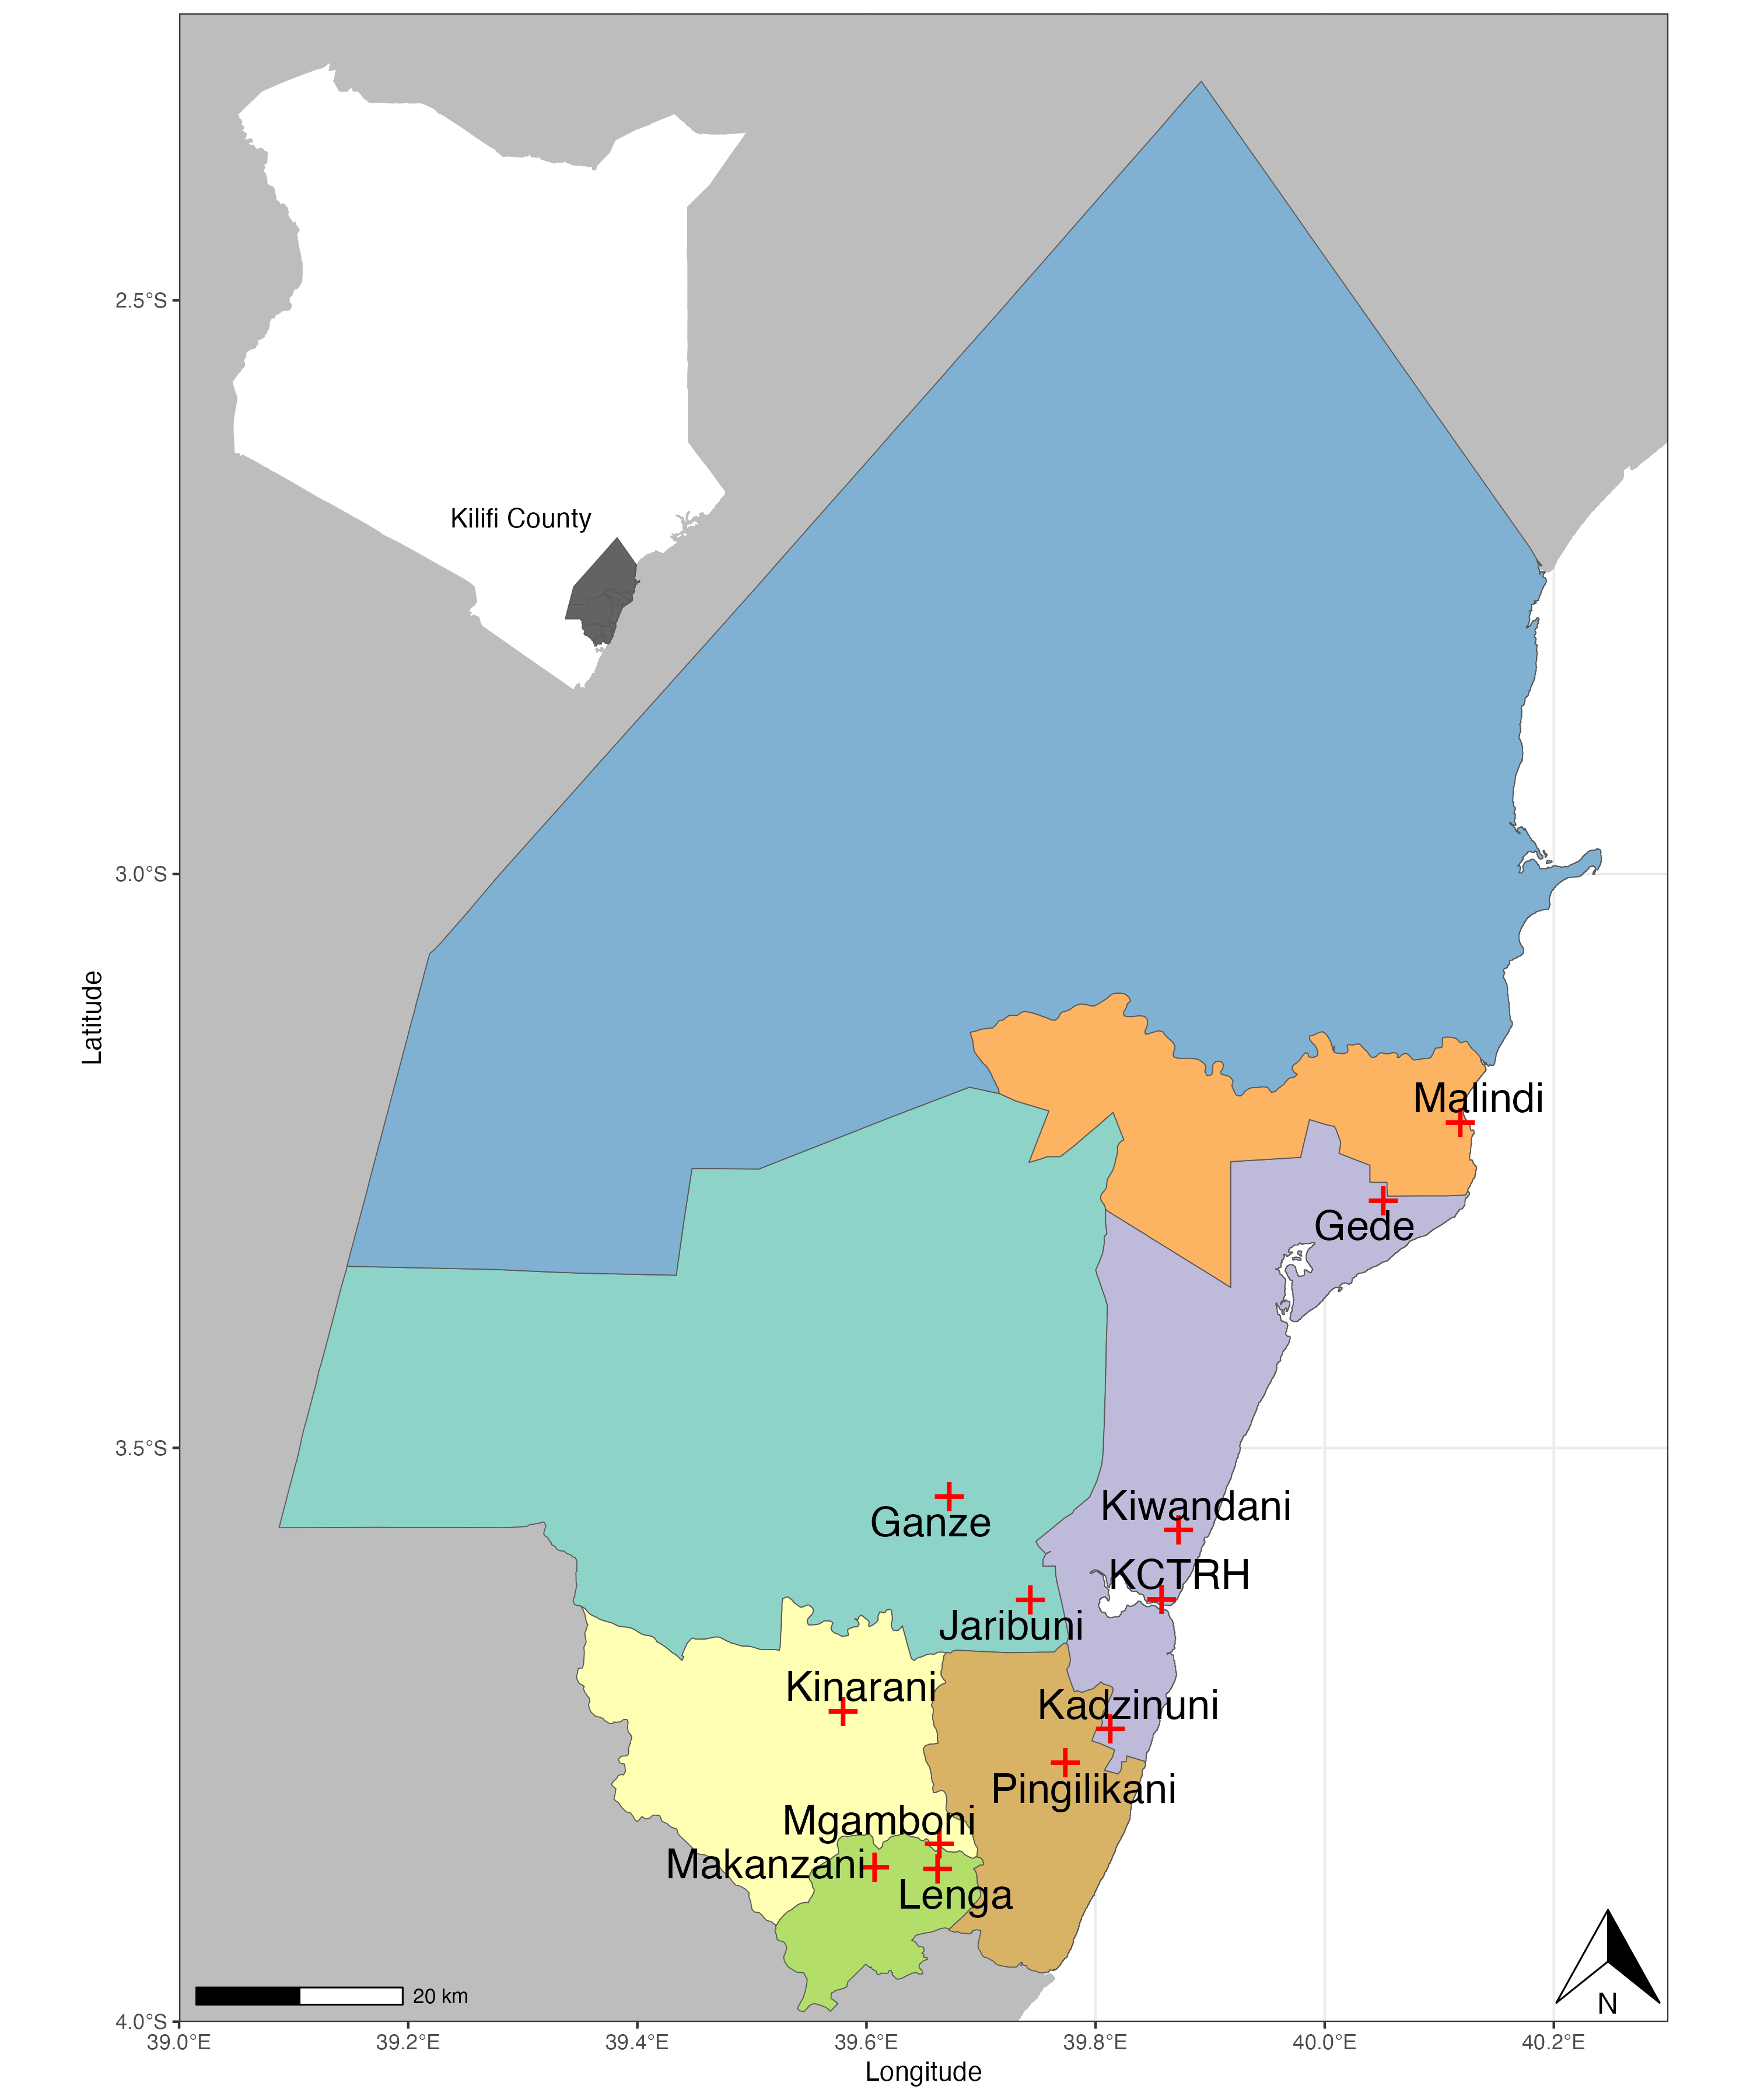 Kilifi County
2.5°S
3.0°S
3.5°S
4.0°S
Latitude
Malindi
Gede
Kiwandani
Ganze
KCTRH
Jaribuni
Kinarani
Kadzinuni
Pingilikani
Mgamboni
Makanzani
Lenga
20 km
N
39.0°E
39.2°E
39.4°E
39.6°E
39.8°E
40.0°E
40.2°E
Longitude